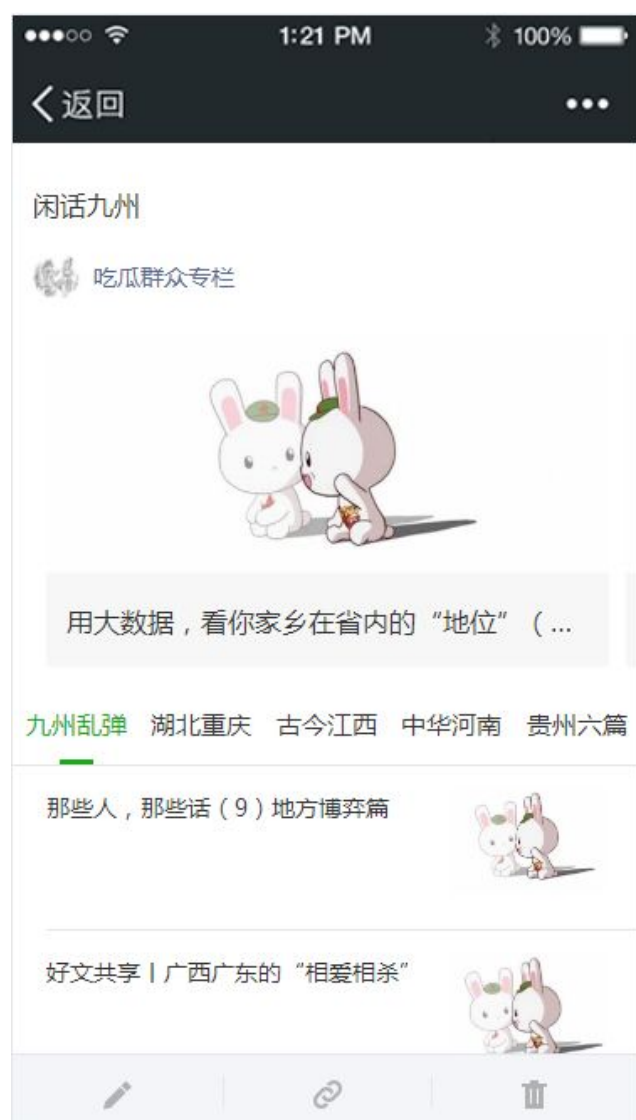 1:21 PM 100%
返回
闲话九州
吃瓜群众专栏
用大数据，看你家乡在省内的“地位”（...
九州乱弹 湖北重庆 古今江西 中华河南 贵州六篇
那些人，那些话（9）地方博弈篇
好文共享丨广西广东的“相爱相杀”